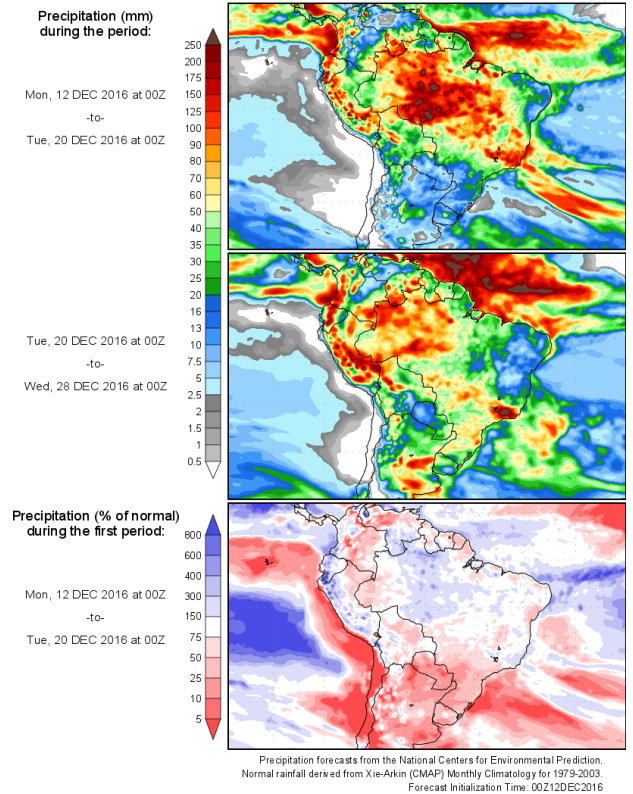 Precipitation (mm)
during the period:
Mon, 12 DEC 2016 at 00Z
-to-
Tue, 20 DEC 2016 at 00Z
250
200
175
150
125
100
90
80
70
60
50
40
35
30
25
20
16
13
10
7.5
5
2.5
2
1.5
1
0.5
Tue, 20 DEC 2016 at 00Z
-to-
Wed, 28 DEC 2016 at 00Z
Precipitation (% of normal)
during the first period:
Mon, 12 DEC 2016 at 00Z
-to-
Tue, 20 DEC 2016 at 00Z
800
600
400
300
150
75
50
25
10
5
Precipitation forecasts from the National Centers for Environmental Prediction.
Normal rainfall derived from Xie-Arkin (CMAP) Monthly Climatology for 1979-2003.
Forecast Initialization Time: 00Z12DEC2016